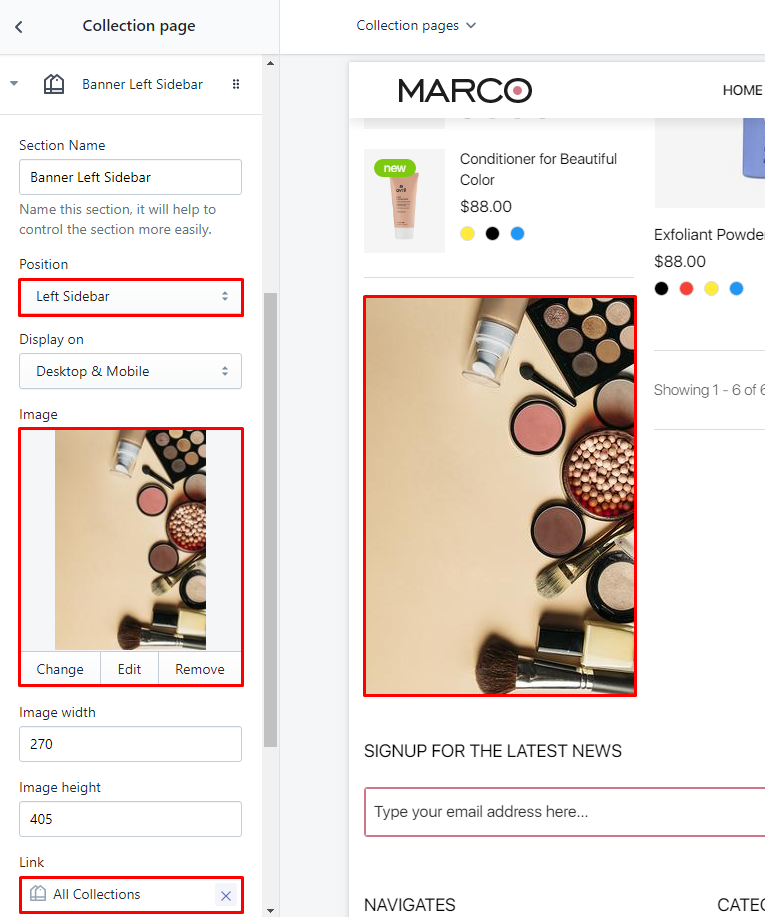 Collection page
Banner Left Sidebar
Section Name
Banner Left Sidebar
Name this section, it will help to
control the section more easily.
Position
Left Sidebar
Display on
Desktop & Mobile
Image
Change
Edit
Remove
Image width
270
Image height
405
Link
All Collections
Collection pages
MARCO
HOME
new
Conditioner for Beautiful
Color
$88.00
Exfoliant Powde
$88.00
Showing 1 - 6 of 6
SIGNUP FOR THE LATEST NEWS
Type your email address here...
NAVIGATES
CATEG